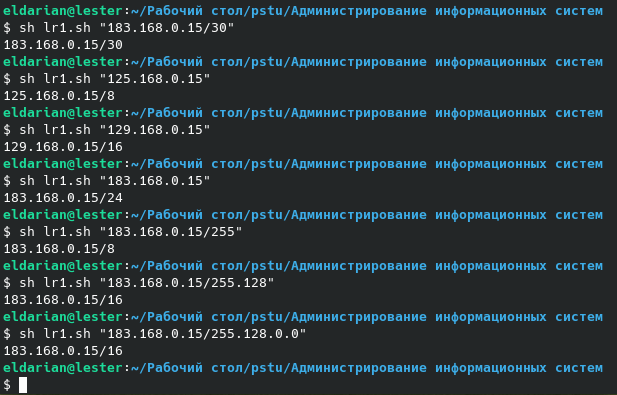 eldarian@lester:~/Рабочий стол/pstu/Администрирование информационных систем
$ sh lr1.sh "183.168.0.15/30"
183.168.0.15/30
eldarian@lester:~/Рабочий стол/pstu/Администрирование информационных систем
$ sh lr1.sh "125.168.0.15"
125.168.0.15/8
eldarian@lester:~/Рабочий стол/pstu/Администрирование информационных систем
$ sh lr1.sh "129.168.0.15"
129.168.0.15/16
eldarian@lester:~/Рабочий стол/pstu/Администрирование информационных систем
$ sh lr1.sh "183.168.0.15"
183.168.0.15/24
eldarian@lester:~/Рабочий стол/pstu/Администрирование информационных систем
$ sh lr1.sh "183.168.0.15/255"
183.168.0.15/8
eldarian@lester:~/Рабочий стол/pstu/Администрирование информационных систем
$ sh lr1.sh "183.168.0.15/255.128"
183.168.0.15/16
eldarian@lester:~/Рабочий стол/pstu/Администрирование информационных систем
$ sh lr1.sh "183.168.0.15/255.128.0.0"
183.168.0.15/16
eldarian@lester:~/Рабочий стол/pstu/Администрирование информационных систем
$